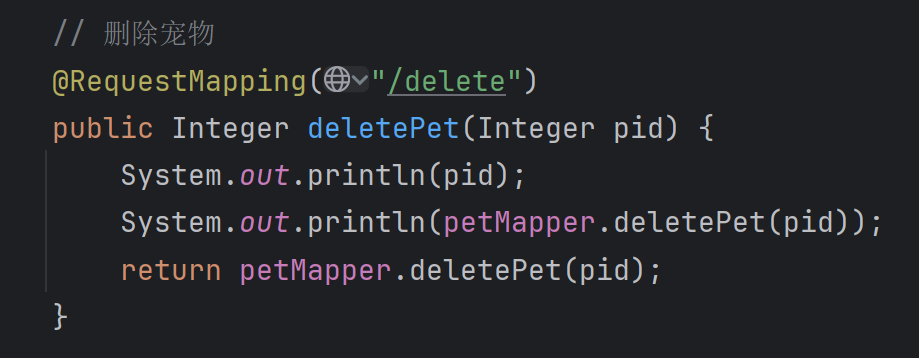 // 删除宠物
@RequestMapping("/delete")
public Integer deletePet(Integer pid) {
    System.out.println(pid);
    System.out.println(petMapper.deletePet(pid));
    return petMapper.deletePet(pid);
}